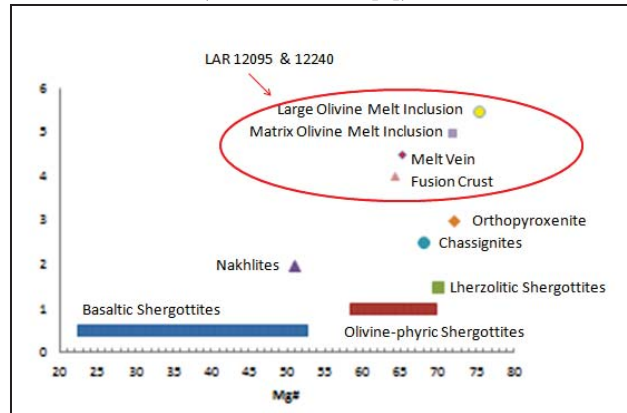 LAR 12095 & 12240
6
Large Olivine Melt Inclusion
5
Matrix Olivine Melt Inclusion
Melt Vein
4
Fusion Crust
3
Orthopyroxenite
Chassignites
2
Nakhlites
Lherzolitic Shergottites
1
Basaltic Shergottites
Olivine-phyric Shergottites
0
20 25 30 35 40 45 50 55 60 65 70 75 80
Mg#